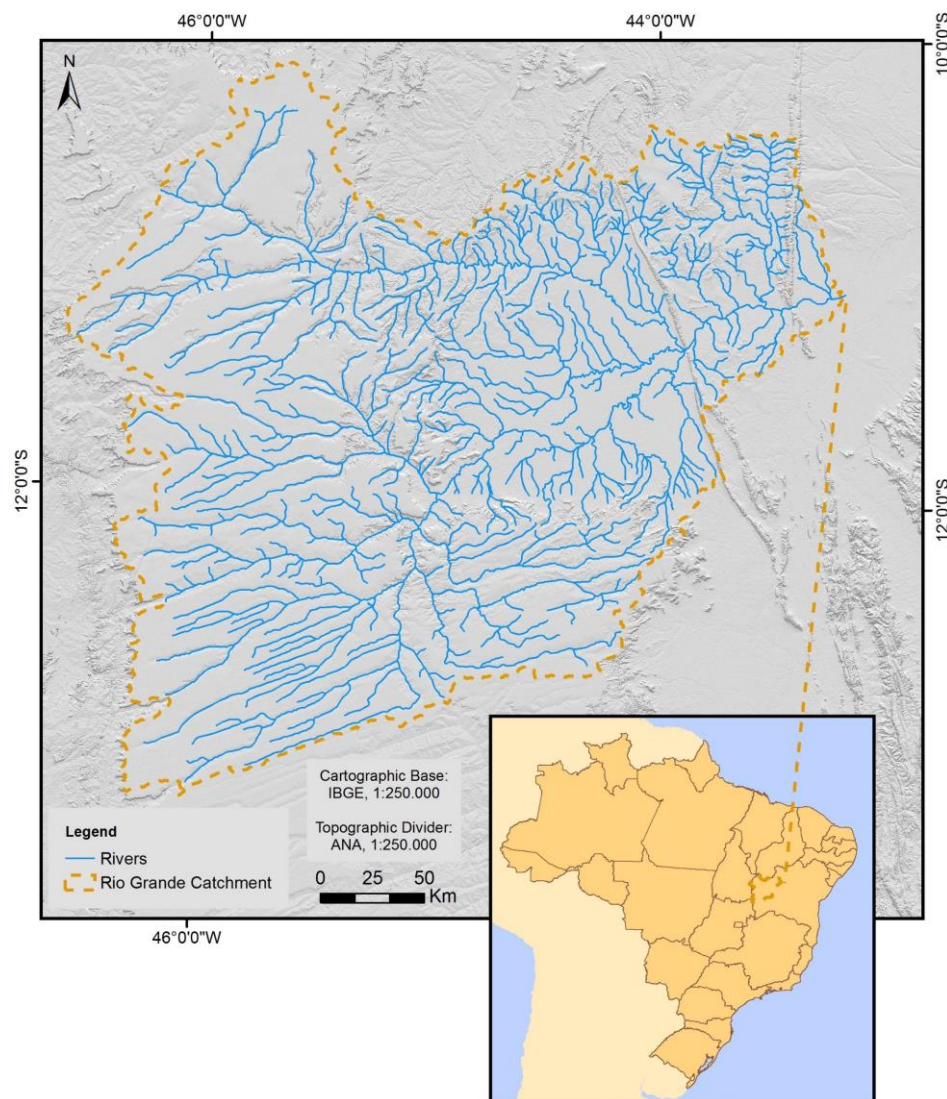 46°0'0"W
44°0'0"W
10°0'0"S
N
12°0'0"S
12°0'0"S
Cartographic Base:
IBGE, 1:250.000
Topographic Divider:
ANA, 1:250.000
Legend
Rivers
Rio Grande Catchment
0 25 50
Km
46°0'0"W